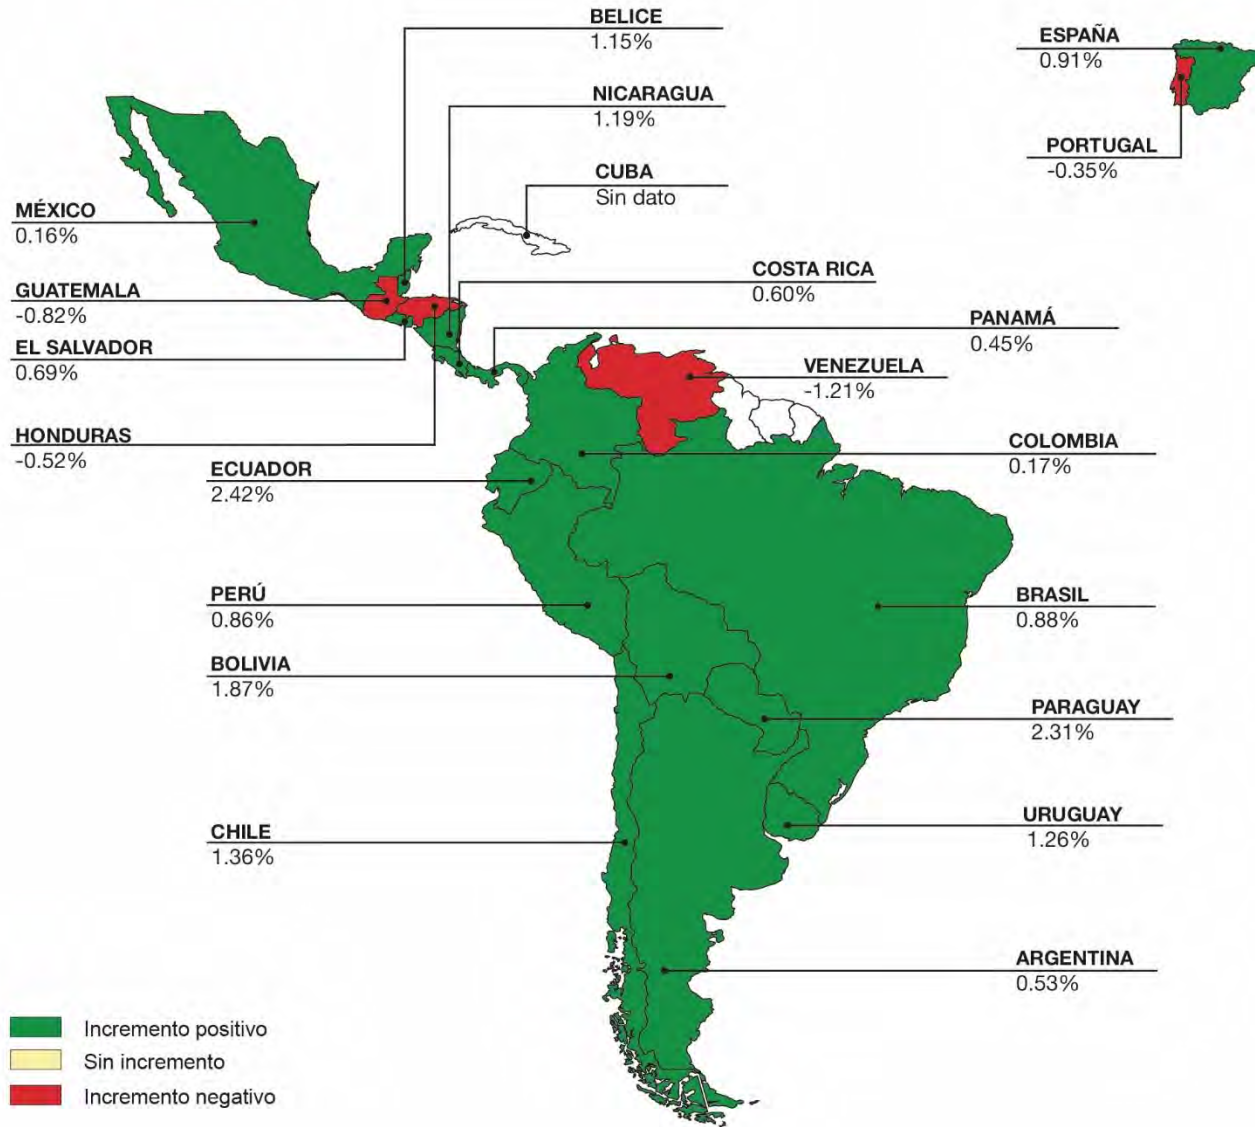 BELICE
1.15%
ESPAÑA
0.91%
NICARAGUA
1.19%
PORTUGAL
-0.35%
CUBA
Sin dato
MÉXICO
0.16%
COSTA RICA
0.60%
GUATEMALA
-0.82%
PANAMÁ
0.45%
EL SALVADOR
0.69%
VENEZUELA
-1.21%
HONDURAS
-0.52%
COLOMBIA
0.17%
ECUADOR
2.42%
PERÚ
0.86%
BRASIL
0.88%
BOLIVIA
1.87%
PARAGUAY
2.31%
CHILE
1.36%
URUGUAY
1.26%
ARGENTINA
0.53%
Incremento positivo
Sin incremento
Incremento negativo